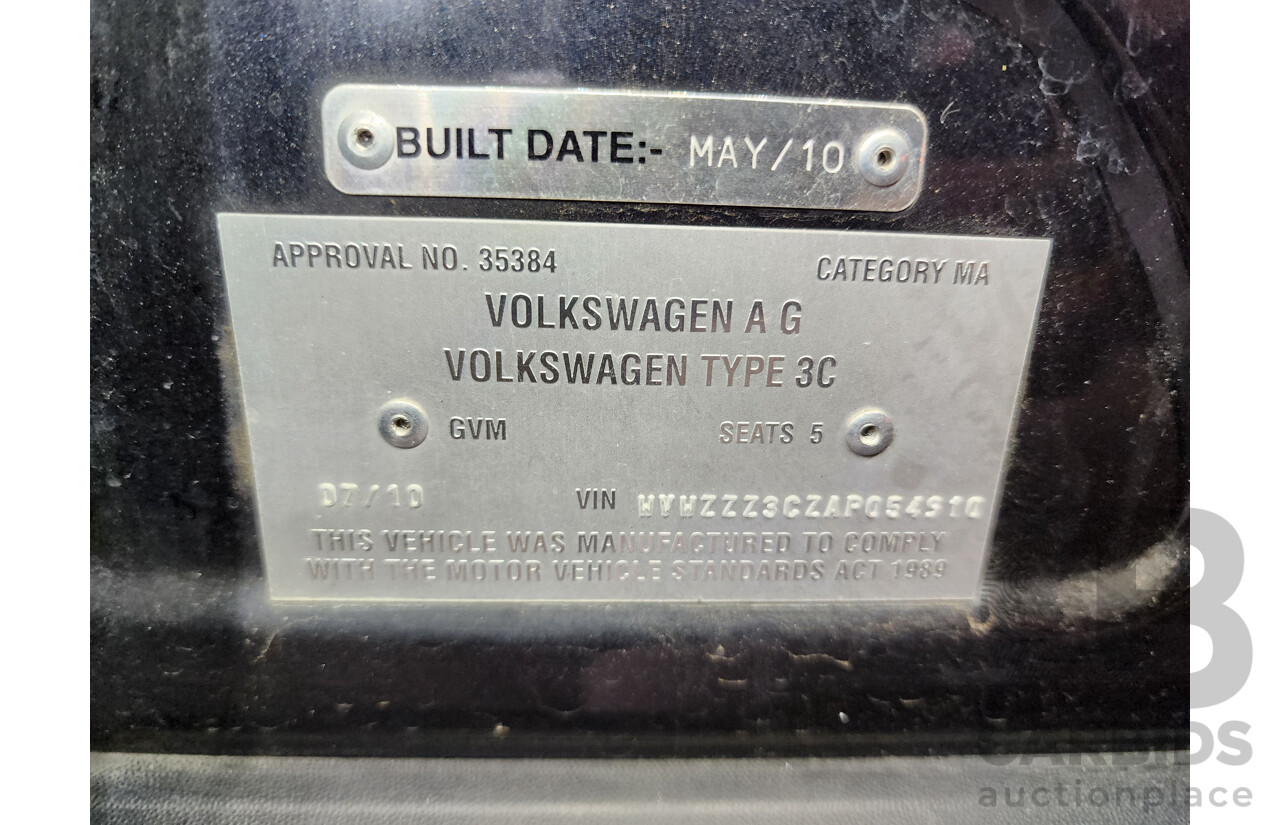 BUILT DATE:- MAY/10
APPROVAL NO. 35384 CATEGORY MA
VOLKSWAGEN A G
VOLKSWAGEN TYPE 3C
GVM SEATS 5
07/10 VIN WVWZZZ3CZAP054910
THIS VEHICLE WAS MANUFACTURED TO COMPLY
WITH THE MOTOR VEHICLE STANDARDS ACT 1989
B
CARBIDS
auctionplace